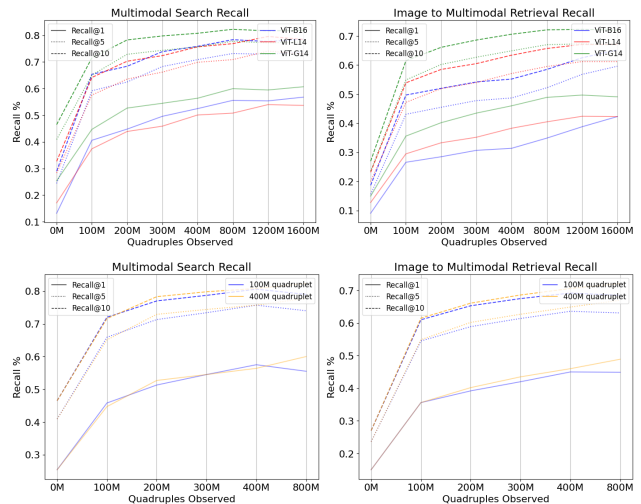 Multimodal Search Recall
Recall %
0.8
0.7
0.6
0.5
0.4
0.3
0.2
0.1
Recall@1
Recall@5
Recall@10
ViT-B16
ViT-L14
ViT-G14
0M 100M 200M 300M 400M 800M 1200M 1600M
Quadruples Observed
Image to Multimodal Retrieval Recall
Recall %
0.7
0.6
0.5
0.4
0.3
0.2
0.1
Recall@1
Recall@5
Recall@10
ViT-B16
ViT-L14
ViT-G14
0M 100M 200M 300M 400M 800M 1200M 1600M
Quadruples Observed
Multimodal Search Recall
Recall %
0.8
0.7
0.6
0.5
0.4
0.3
Recall@1
Recall@5
Recall@10
100M quadruplet
400M quadruplet
0M 100M 200M 300M 400M 800M
Quadruples Observed
Image to Multimodal Retrieval Recall
Recall %
0.7
0.6
0.5
0.4
0.3
0.2
Recall@1
Recall@5
Recall@10
100M quadruplet
400M quadruplet
0M 100M 200M 300M 400M 800M
Quadruples Observed